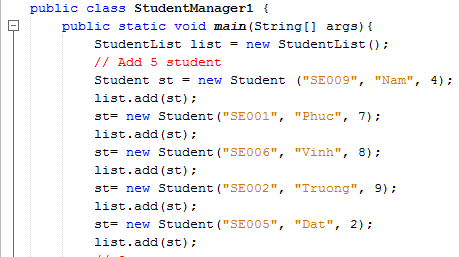 public class StudentManager1 {
public static void main(String[] args){
StudentList list = new StudentList();
// Add 5 student
Student st = new Student ("SE009", "Nam", 4);
list.add(st);
st= new Student("SE001", "Phuc", 7);
list.add(st);
st= new Student("SE006", "Vinh", 8);
list.add(st);
st= new Student("SE002", "Truong", 9);
list.add(st);
st= new Student("SE005", "Dat", 2);
list.add(st);